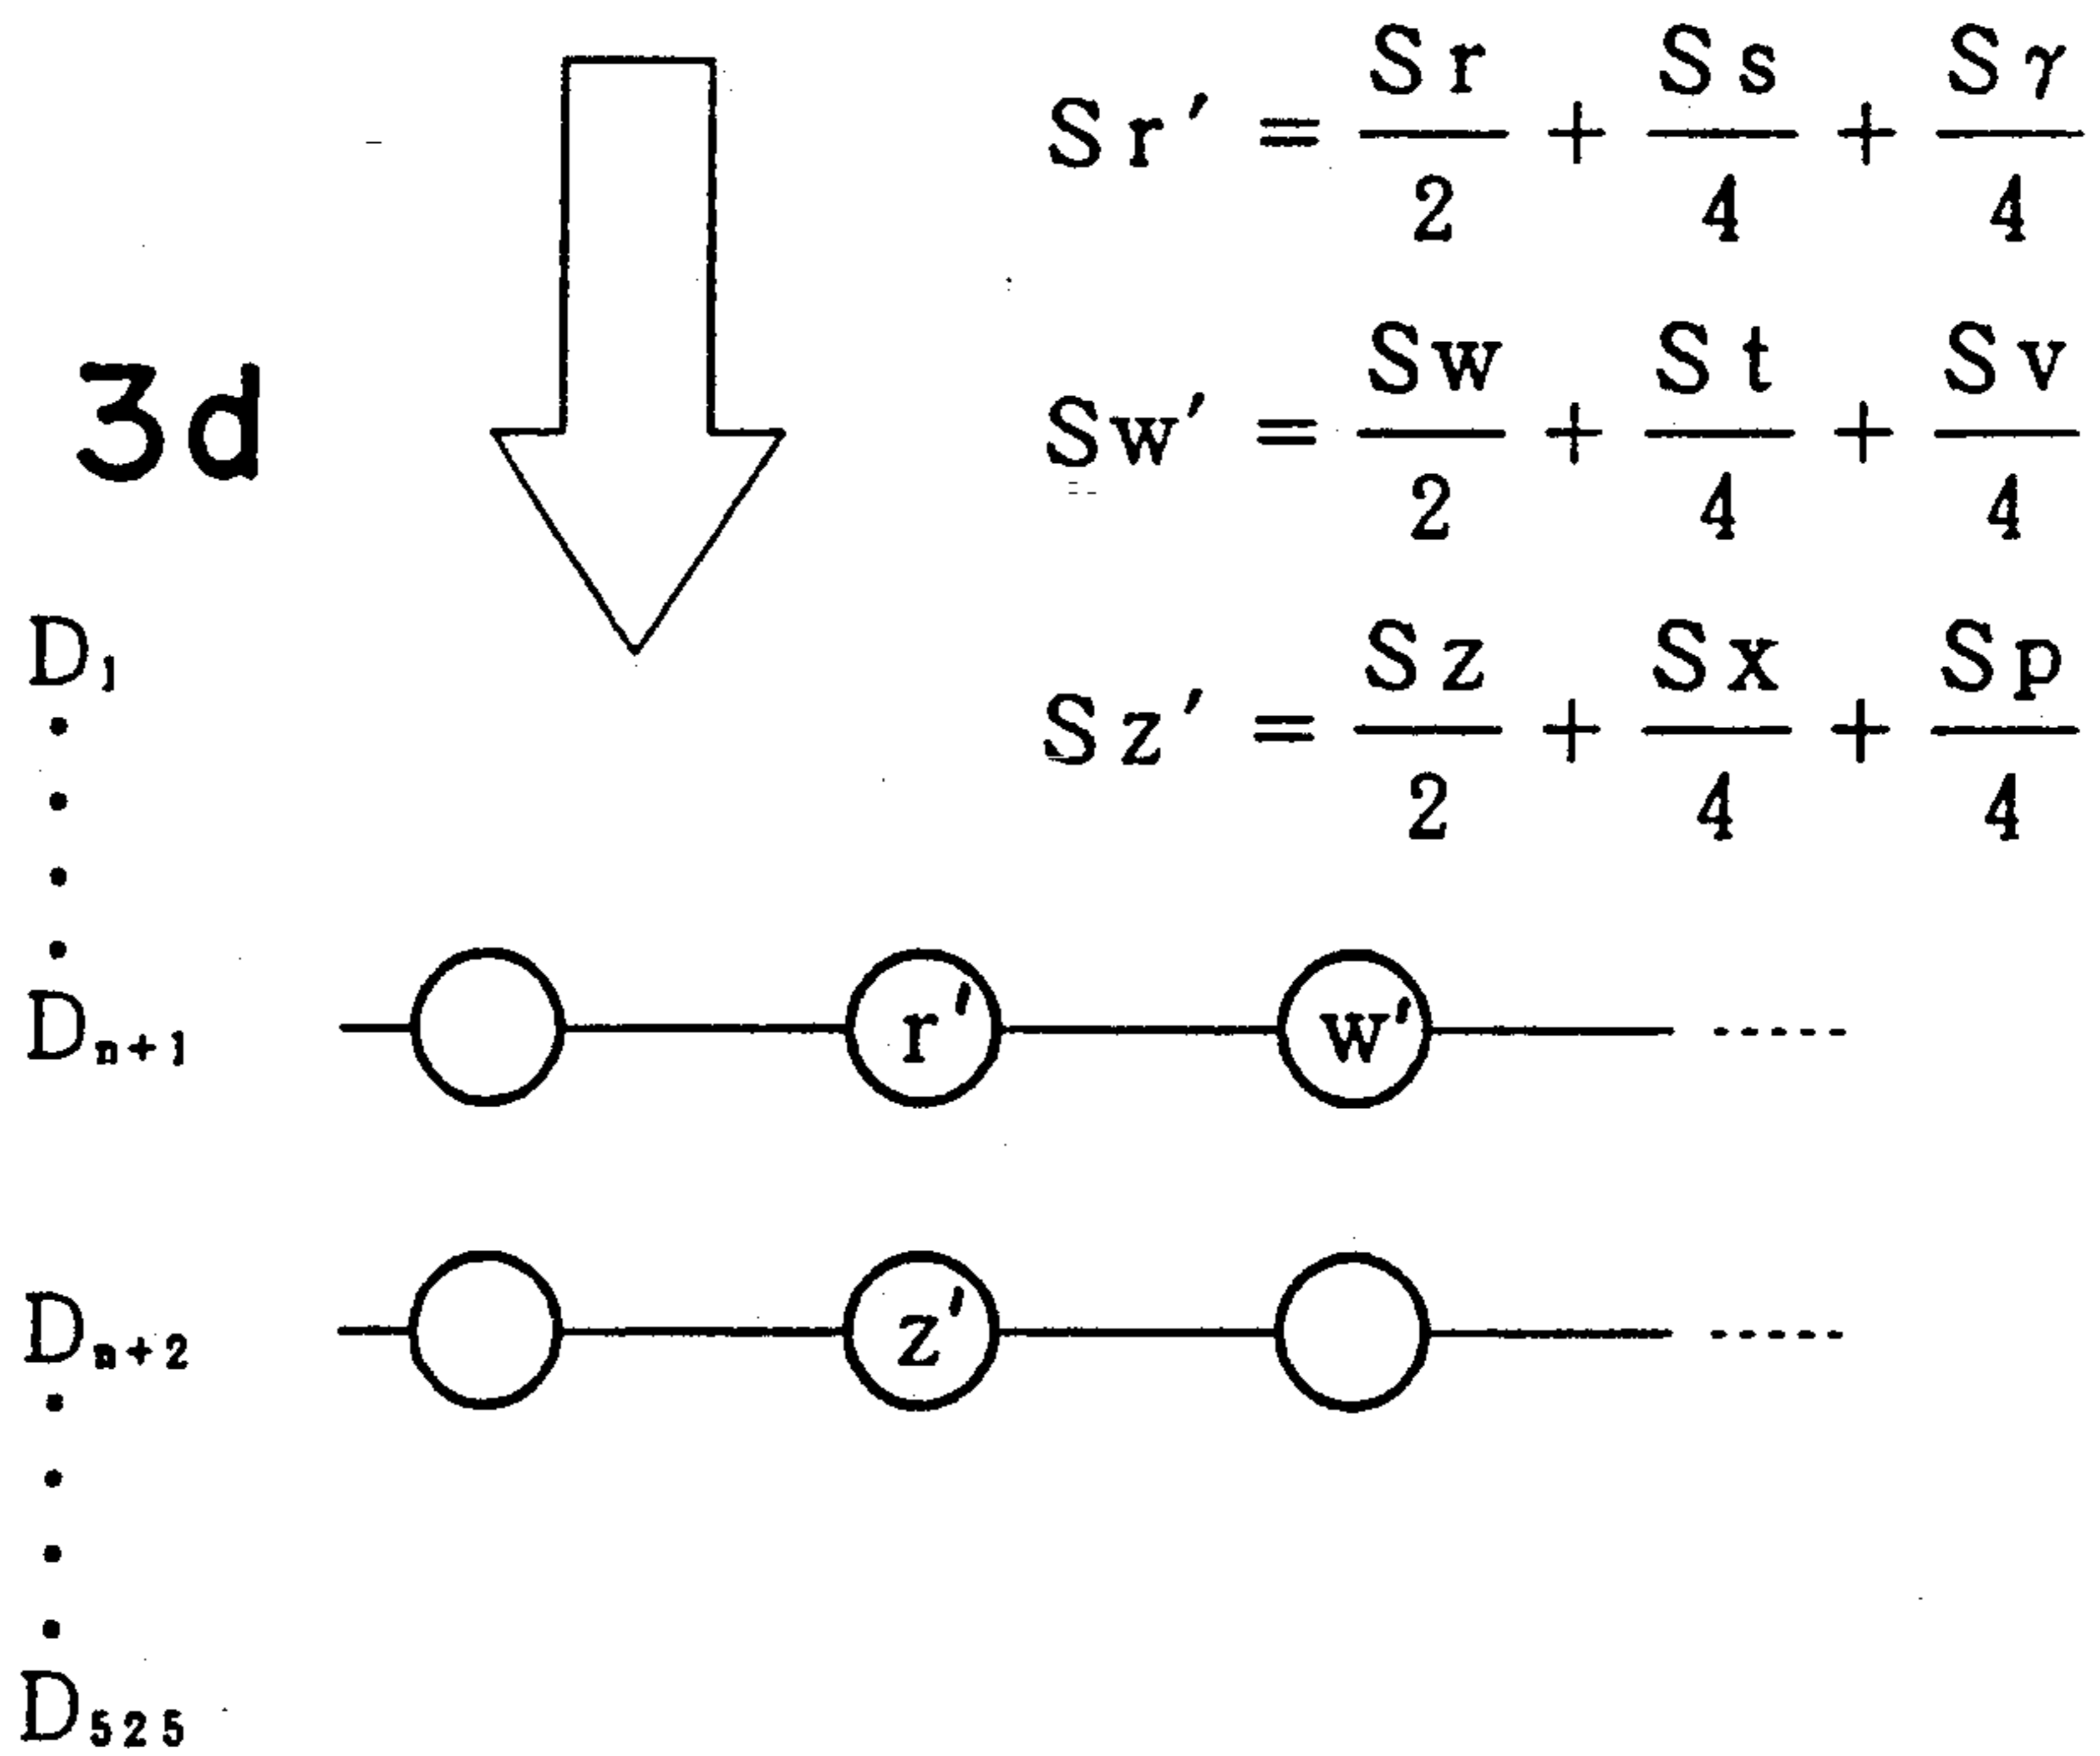 Sr′ = Sr/2 + Ss/4 + Sγ/4
3d
Sw′ = Sw/2 + St/4 + Sv/4
D₁
Sz′ = Sz/2 + Sx/4 + Sp/4
Dₙ₊₁ r′ w′ -----
Dₙ₊₂ z′ -----
D₅₂₅